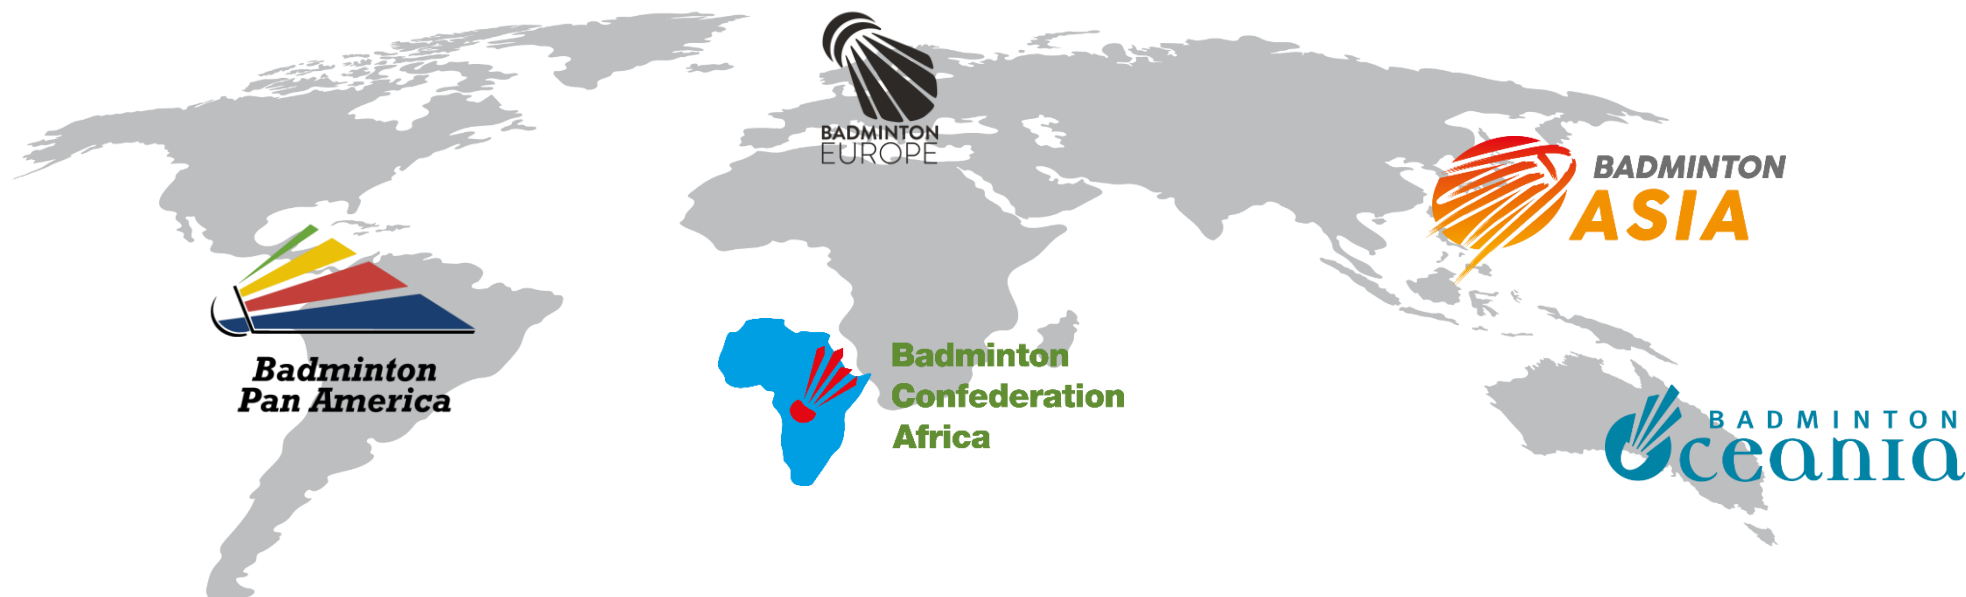 BADMINTON
EUROPE
BADMINTON
ASIA
Badminton
Pan America
Badminton
Confederation
Africa
BADMINTON
Oceania